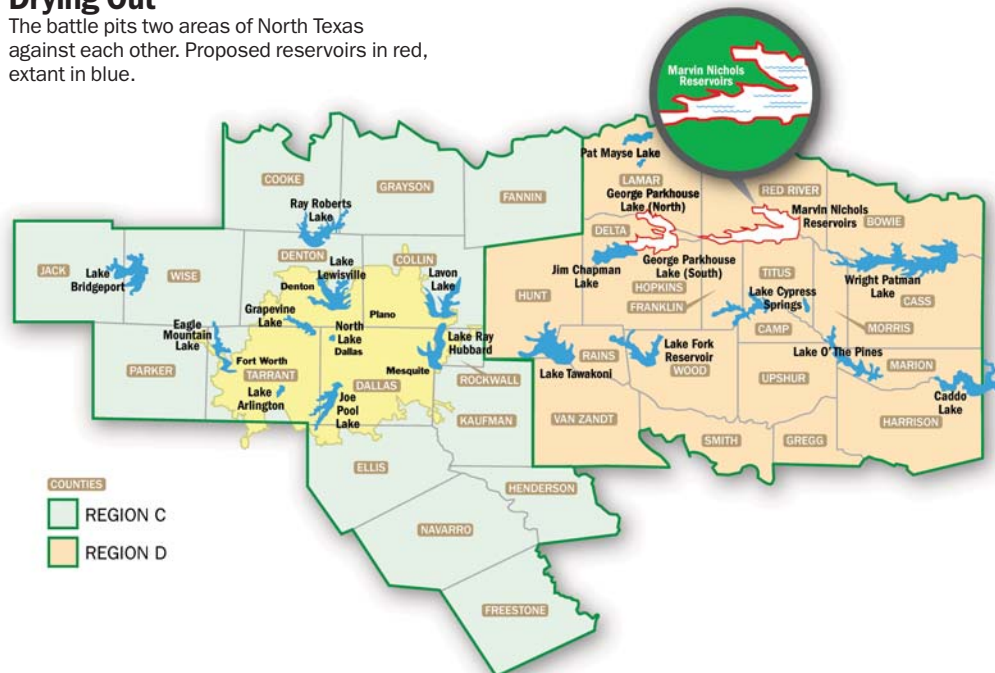 Drying Out
The battle pits two areas of North Texas
against each other. Proposed reservoirs in red,
extant in blue.
Marvin Nichols
Reservoirs
Pat Mayse Lake
LAMAR
COOKE
GRAYSON
FANNIN
RED RIVER
George Parkhouse
Lake (North)
Ray Roberts
Lake
Marvin Nichols
Reservoirs
BOWIE
DELTA
DENTON
COLLIN
George Parkhouse
Lake (South)
JACK
Lake
Bridgeport
WISE
Lake
Lewisville
Lavon
Lake
Jim Chapman
Lake
HOPKINS
TITUS
Wright Patman
Lake
Denton
HUNT
FRANKLIN
Lake Cypress
Springs
CASS
Grapevine
Lake
Plano
Eagle
Mountain
Lake
North
Lake
Dallas
Lake Ray
Hubbard
CAMP
MORRIS
Fort Worth
TARRANT
Mesquite
RAINS
Lake Fork
Reservoir
WOOD
Lake O' The Pines
MARION
PARKER
Lake Tawakoni
UPSHUR
ROCKWALL
DALLAS
Lake
Arlington
Joe
Pool
Lake
Caddo
Lake
KAUFMAN
VAN ZANDT
HARRISON
SMITH
GREGG
ELLIS
COUNTIES
HENDERSON
REGION C
NAVARRO
REGION D
FREESTONE